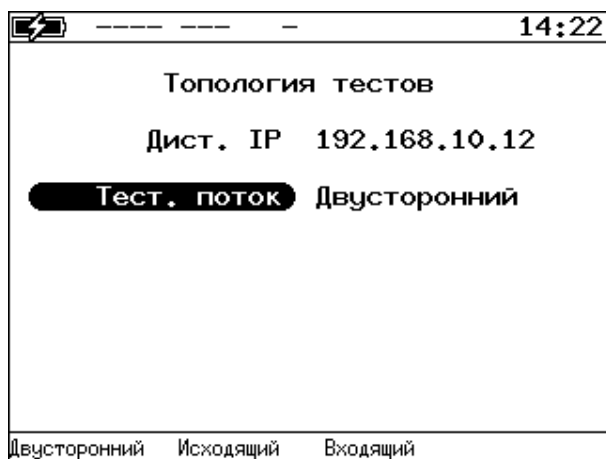 ---- --- - 14:22
Топология тестов
Дист. IP 192.168.10.12
Тест. поток Двусторонний
Двусторонний Исходящий Входящий